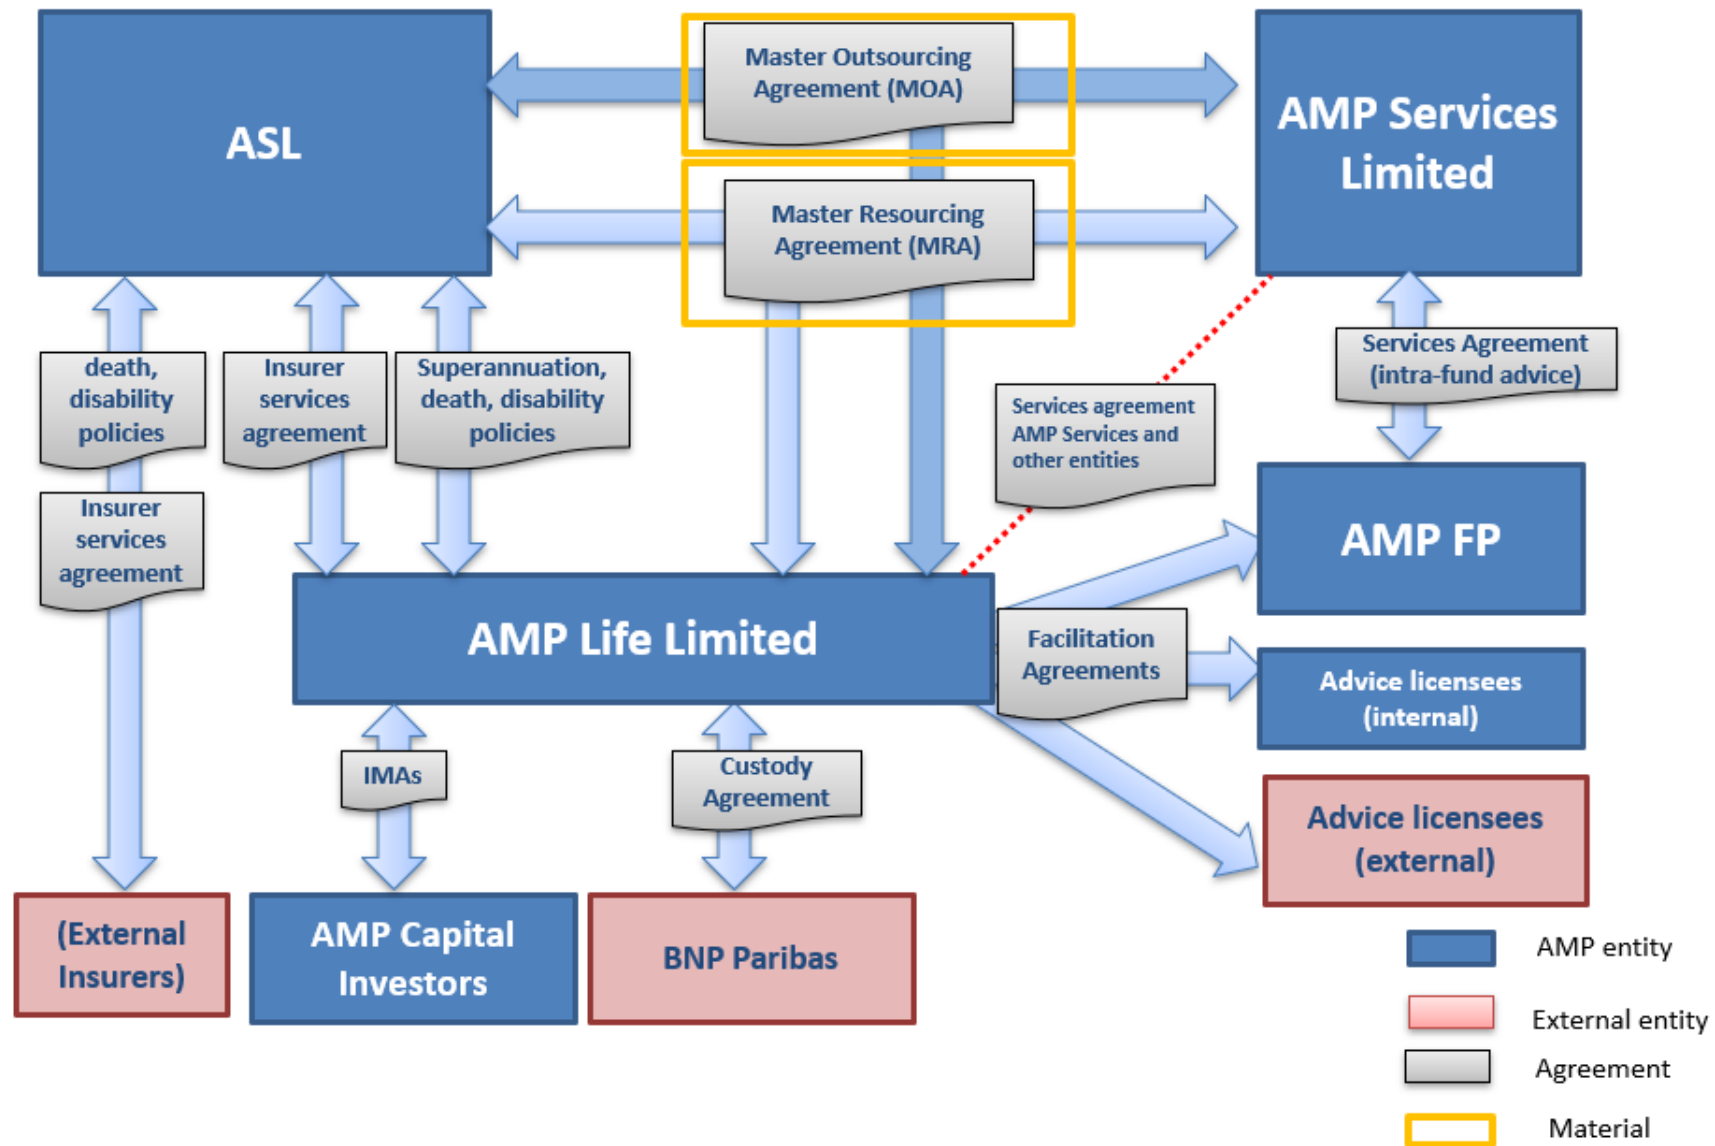 ASL
Master Outsourcing
Agreement (MOA)
AMP Services
Limited
Master Resourcing
Agreement (MRA)
death,
disability
policies
Insurer
services
agreement
Superannuation,
death, disability
policies
Services Agreement
(intra-fund advice)
Services agreement
AMP Services and
other entities
Insurer
services
agreement
AMP FP
AMP Life Limited
Facilitation
Agreements
Advice licensees
(internal)
IMAs
Custody
Agreement
Advice licensees
(external)
(External
Insurers)
AMP Capital
Investors
BNP Paribas
AMP entity
External entity
Agreement
Material